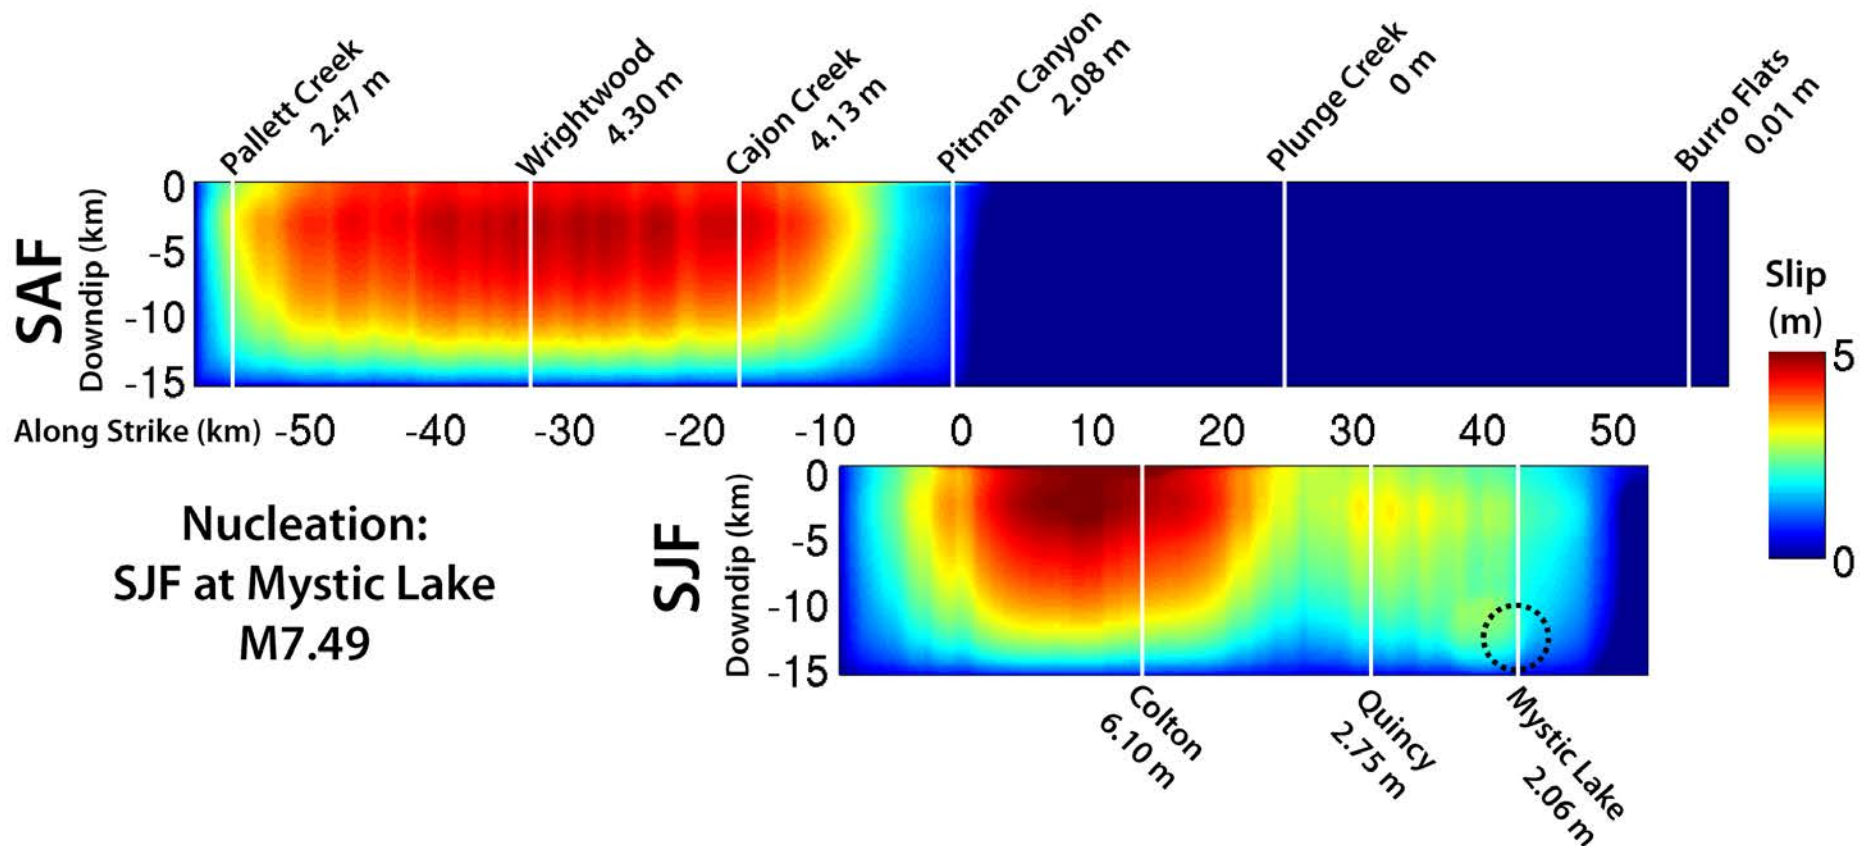 Pallett Creek
2.47 m
Wrightwood
4.30 m
Cajon Creek
4.13 m
Pitman Canyon
2.08 m
Plunge Creek
0 m
Burro Flats
0.01 m
SAF
Downdip (km)
0
-5
-10
-15
Slip
(m)
5
0
Along Strike (km) -50 -40 -30 -20 -10 0 10 20 30 40 50
Nucleation:
SJF at Mystic Lake
M7.49
SJF
Downdip (km)
0
-5
-10
-15
Colton
6.10 m
Quincy
2.75 m
Mystic Lake
2.06 m